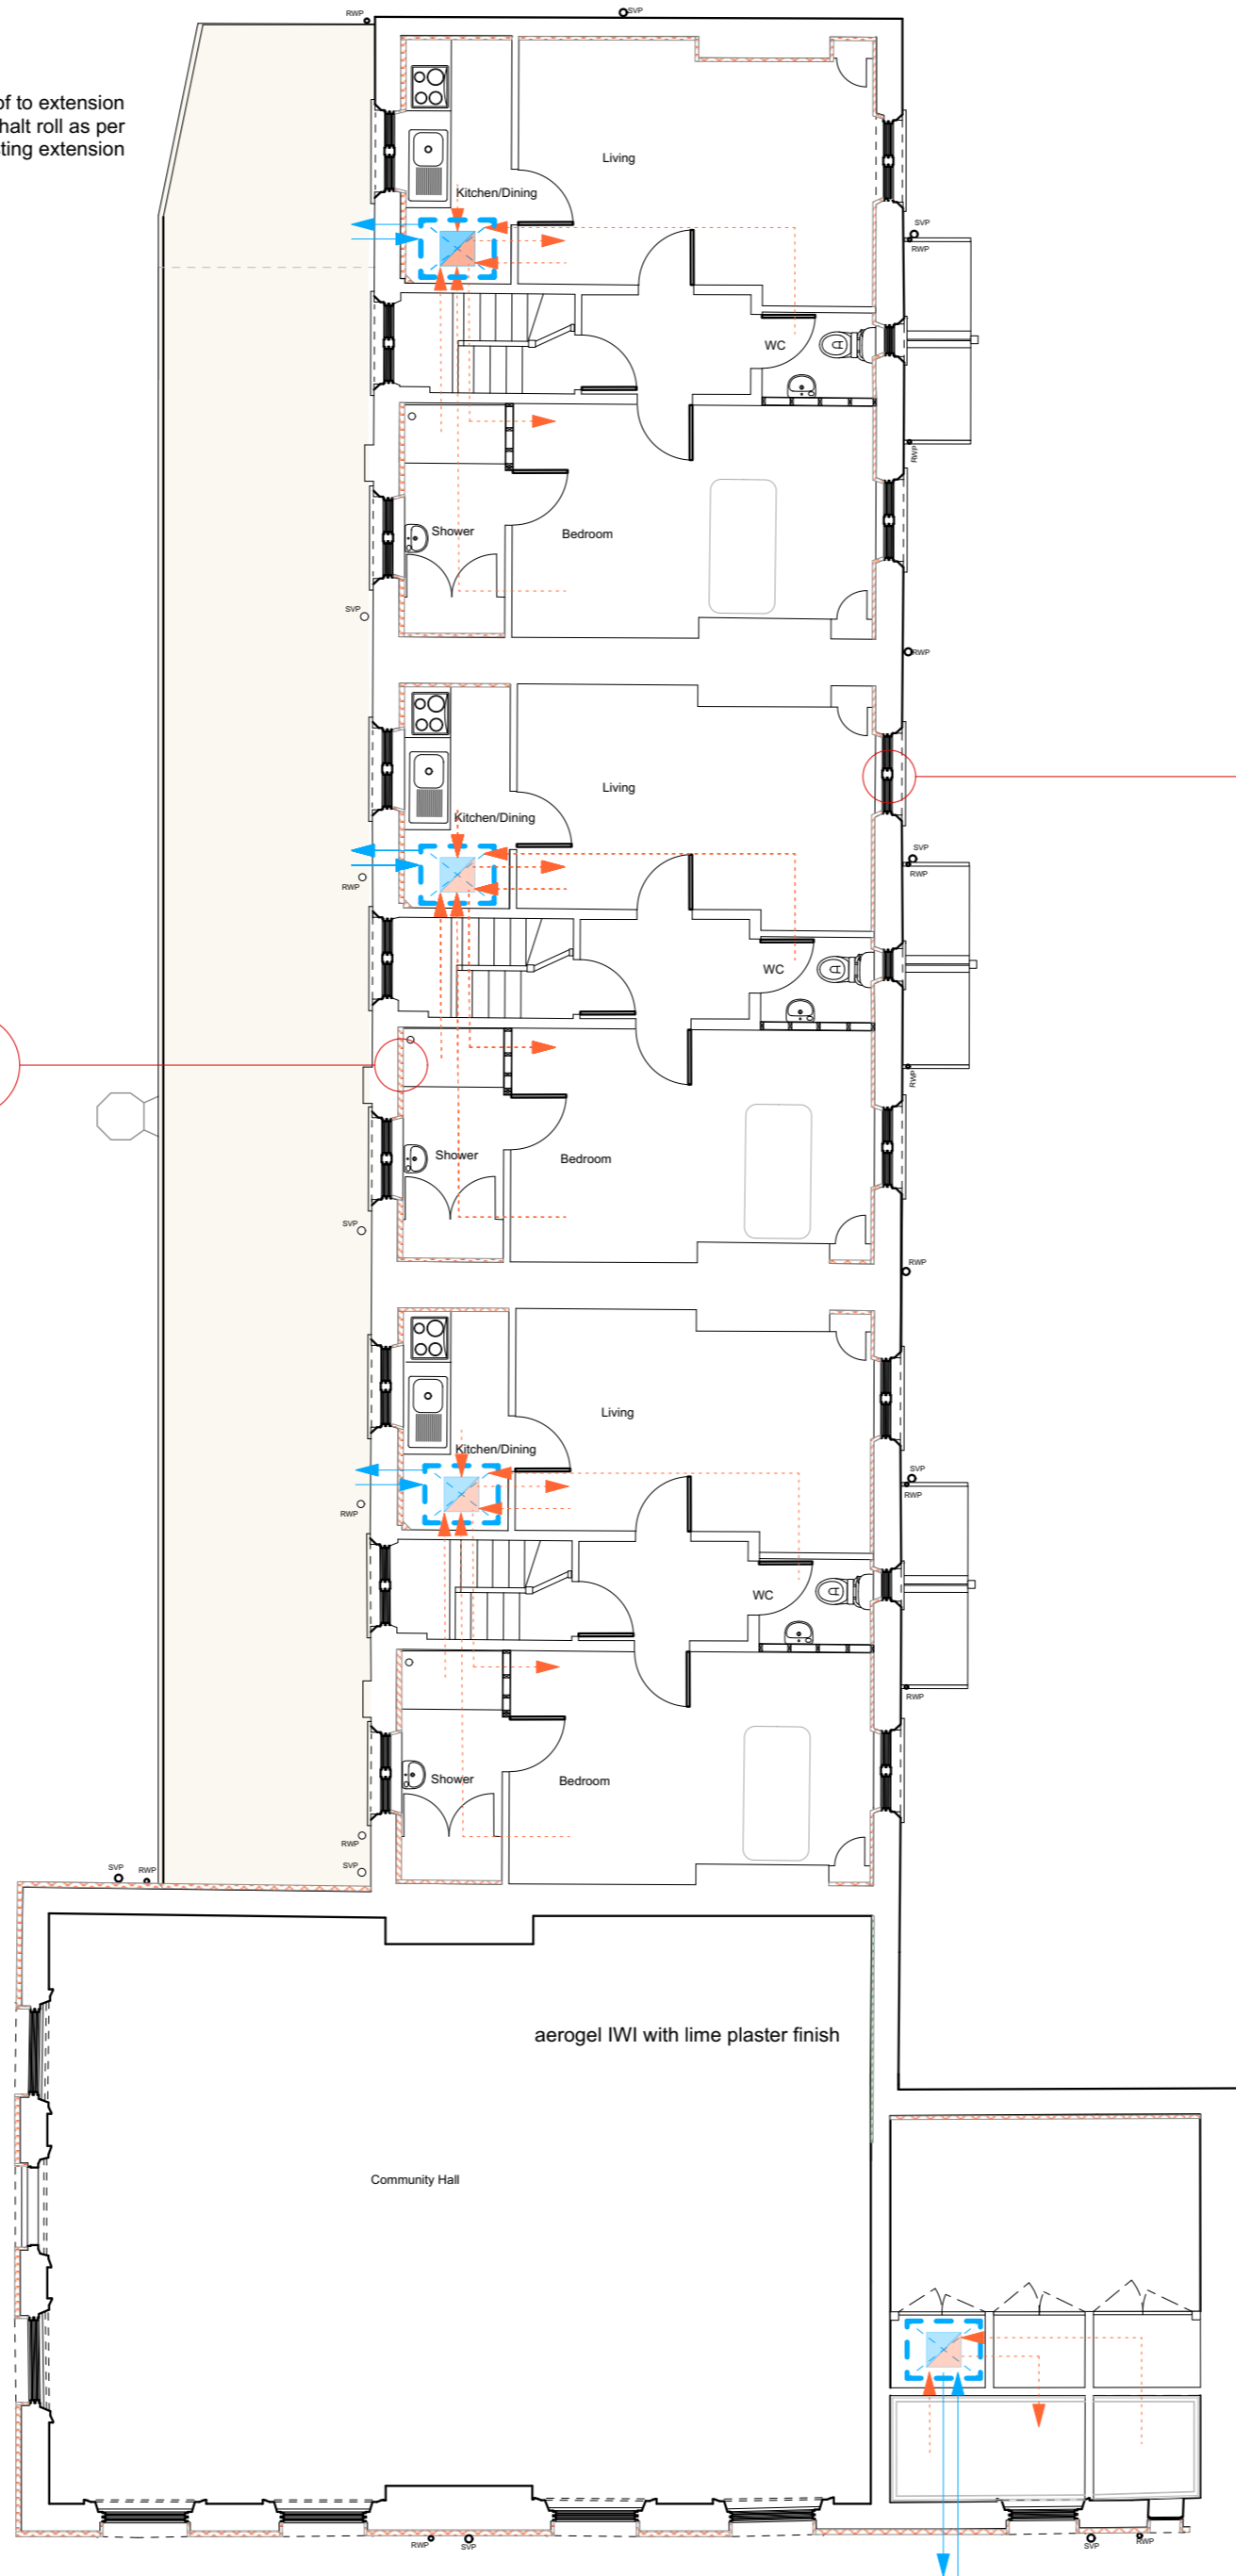 SVP
RWP
of to extension
halt roll as per
sting extension
Living
Kitchen/Dining
SVP
RWP
WC
RWP
Shower
Bedroom
SVP
RWP
Living
Kitchen/Dining
SVP
RWP
RWP
WC
RWP
Shower
Bedroom
SVP
RWP
Living
Kitchen/Dining
SVP
RWP
RWP
WC
RWP
Shower
Bedroom
RWP
SVP
SVP
RWP
aerogel IWI with lime plaster finish
Community Hall
RWP
SVP
SVP
RWP